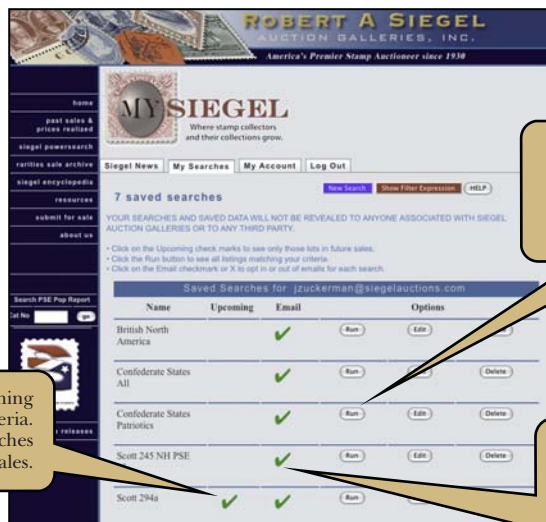 ROBERT A SIEGEL
AUCTION GALLERIES, INC.
America's Premier Stamp Auctioneer since 1930
home
past sales &
prices realized
siegel powersearch
rarities sale archive
siegel encyclopedia
resources
submit for sale
about us
Search PSE Pop Report
Cat No
go
releases
MY SIEGEL
Where stamp collectors
and their collections grow.
Siegel News My Searches My Account Log Out
7 saved searches
New Search Show Filter Expression HELP
YOUR SEARCHES AND SAVED DATA WILL NOT BE REVEALED TO ANYONE ASSOCIATED WITH SIEGEL
AUCTION GALLERIES OR TO ANY THIRD PARTY.
• Click on the Upcoming check marks to see only those lots in future sales.
• Click the Run button to see all listings matching your criteria.
• Click on the Email checkmark or X to opt in or out of emails for each search.
Saved Searches for jzuckerman@siegelauctions.com
Name Upcoming Email Options
British North
America
Run Edit
Confederate States
All
Run Edit Delete
Confederate States
Patriotics
Run Edit Delete
Scott 245 NH PSE
Run Edit Delete
Scott 294a
Run
ning
eria.
ches
ales.